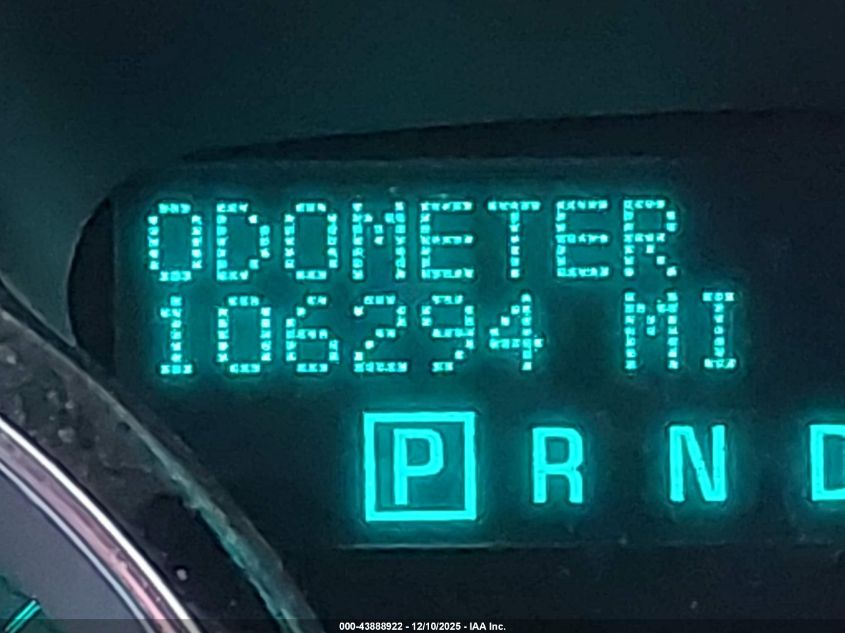 ODOMETER
106294 MI
P R N D
000-43888922 - 12/10/2025 - IAA Inc.